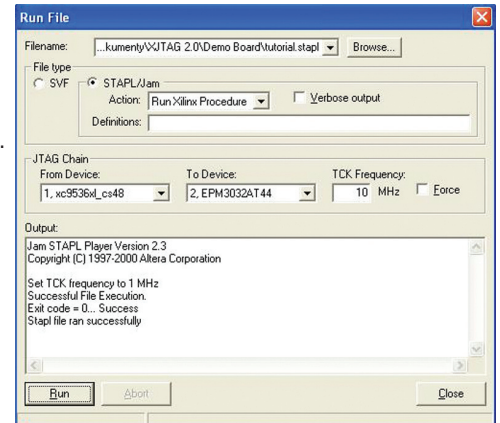 Run File
Filename: ...kumenty\XJTAG 2.0\Demo Board\tutorial.stapl Browse...
File type
SVF STAPL/Jam
Action: Run Xilinx Procedure Verbose output
Definitions:
JTAG Chain
From Device: To Device: TCK Frequency:
1, xc9536xl_cs48 2, EPM3032AT44 10 MHz Force
Output:
Jam STAPL Player Version 2.3
Copyright (C) 1997-2000 Altera Corporation
Set TCK frequency to 1 MHz
Successful File Execution.
Exit code = 0... Success
Stapl file ran successfully
Run Abort Close